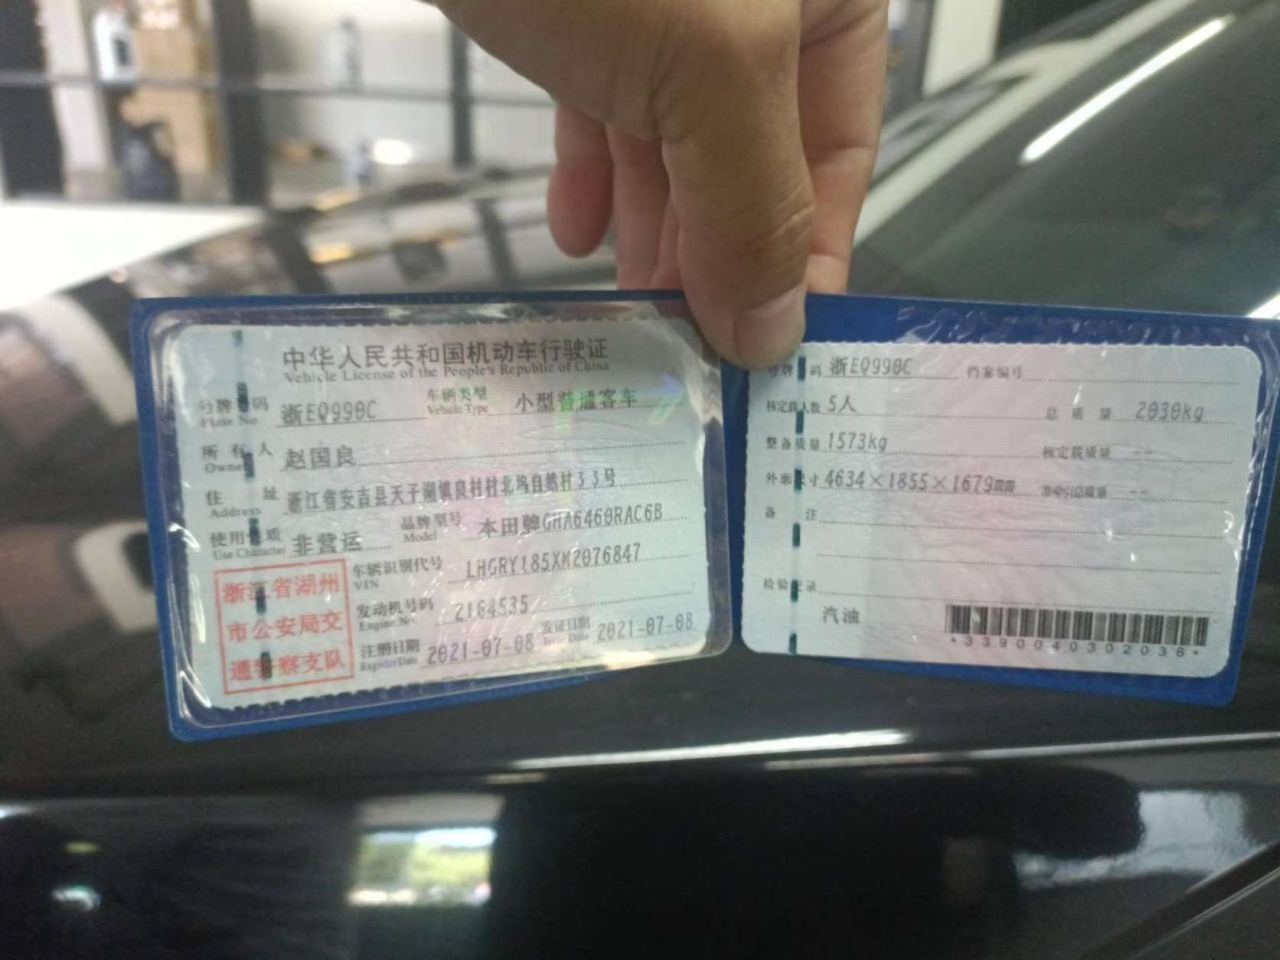 中华人民共和国机动车行驶证
Vehicle License of the People's Republic of China
号牌号码 浙EQ990C 车辆类型 小型普通客车
Plate No. Vehicle Type
所有人 赵国良
Owner
住址 浙江省安吉县天子湖镇良村村北坞自然村33号
Address
使用性质 非营运 品牌型号 本田牌GHA6460RAC6B
Use Character Model
浙江省湖州
市公安局交
通警察支队
车辆识别代号 LHGRY185XM2076847
VIN
发动机号码 2164535
Engine No.
注册日期 2021-07-08 发证日期 2021-07-08
Register Date Issue Date
号牌号码 浙EQ990C 档案编号
核定载人数 5人 总质量 2030kg
整备质量 1573kg 核定载质量 --
外廓尺寸 4634×1855×1679mm 准牵引总质量 --
备注
检验记录
汽油
*3390040302036*